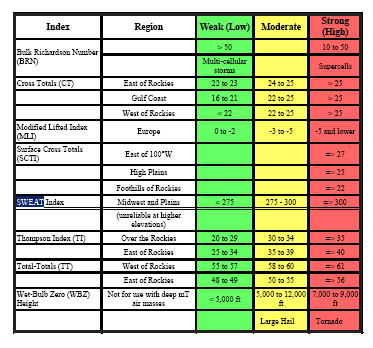 Index Region Weak (Low) Moderate Strong (High)
Bulk Richardson Number (BRN) > 50 10 to 50
Multi-cellular storms Supercells
Cross Totals (CT) East of Rockies 22 to 23 24 to 25 > 25
Gulf Coast 16 to 21 22 to 25 > 25
West of Rockies < 22 22 to 25 > 25
Modified Lifted Index (MLI) Europe 0 to -2 -3 to -5 -5 and lower
Surface Cross Totals (SCTI) East of 100°W => 27
High Plains => 25
Foothills of Rockies => 22
SWEAT Index Midwest and Plains < 275 275 - 300 => 300
(unreliable at higher elevations)
Thompson Index (TI) Over the Rockies 20 to 29 30 to 34 => 35
East of Rockies 25 to 34 35 to 39 => 40
Total-Totals (TT) West of Rockies 55 to 57 58 to 60 => 61
East of Rockies 48 to 49 50 to 55 => 56
Wet-Bulb Zero (WBZ) Height Not for use with deep mT air masses < 5,000 ft 5,000 to 12,000 ft 7,000 to 9,000 ft
Large Hail Tornado